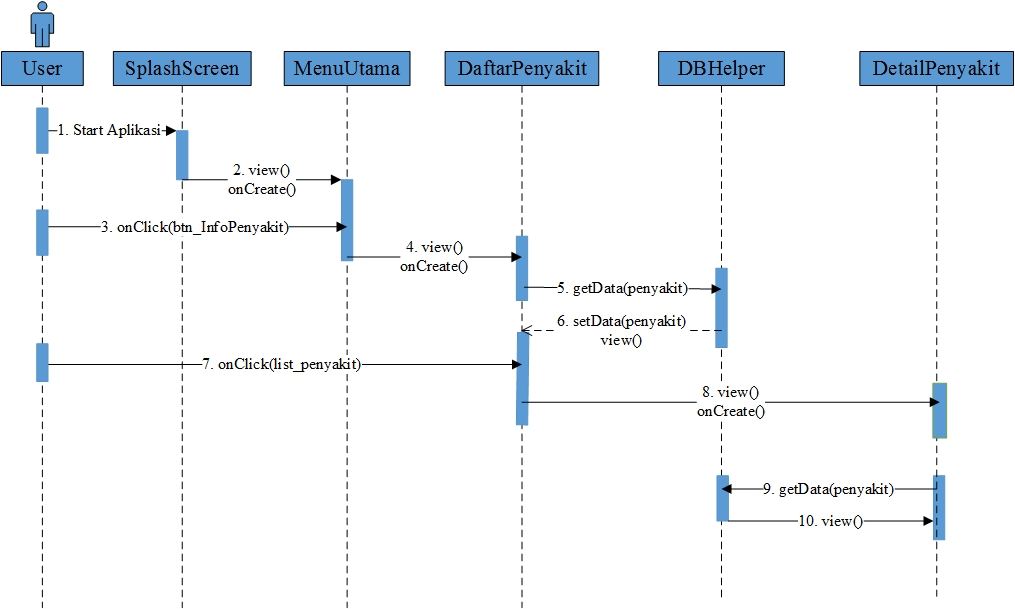 User
SplashScreen
MenuUtama
DaftarPenyakit
DBHelper
DetailPenyakit
1. Start Aplikasi
2. view()
onCreate()
3. onClick(btn_InfoPenyakit)
4. view()
onCreate()
5. getData(penyakit)
6. setData(penyakit)
view()
7. onClick(list_penyakit)
8. view()
onCreate()
9. getData(penyakit)
10. view()